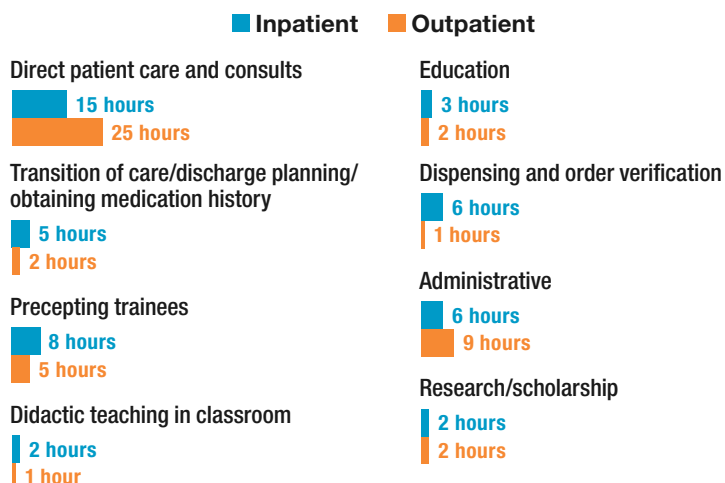 Inpatient Outpatient
Direct patient care and consults
15 hours
25 hours
Transition of care/discharge planning/
obtaining medication history
5 hours
2 hours
Precepting trainees
8 hours
5 hours
Didactic teaching in classroom
2 hours
1 hour
Education
3 hours
2 hours
Dispensing and order verification
6 hours
1 hours
Administrative
6 hours
9 hours
Research/scholarship
2 hours
2 hours